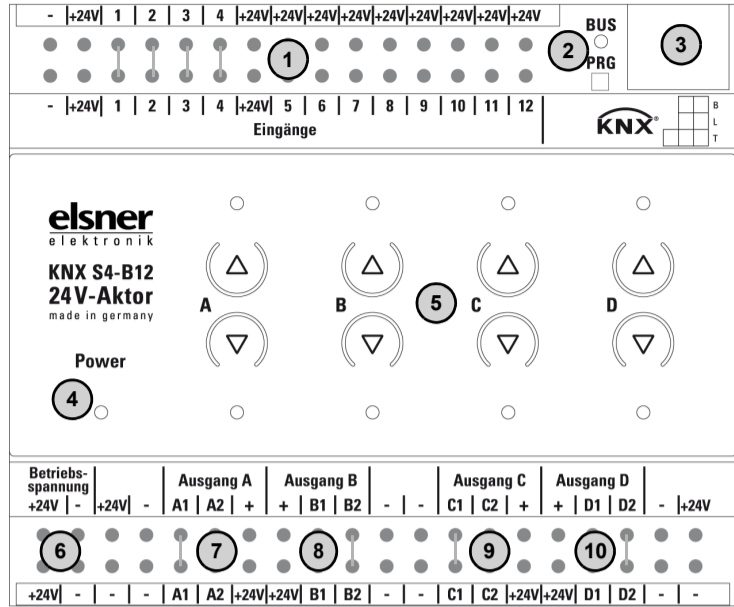 - | +24V | 1 | 2 | 3 | 4 | +24V | +24V | +24V | +24V | +24V | +24V | +24V | +24V | +24V
BUS
1
2
3
PRG
- | +24V | 1 | 2 | 3 | 4 | +24V | 5 | 6 | 7 | 8 | 9 | 10 | 11 | 12
Eingänge
KNX®
B
L
T
elsner
elektronik
KNX S4-B12
24V-Aktor
made in germany
A
B
5
C
D
Power
4
Betriebs-
spannung
Ausgang A
Ausgang B
Ausgang C
Ausgang D
+24V | - | +24V | - | A1 | A2 | + | + | B1 | B2 | - | - | C1 | C2 | + | + | D1 | D2 | - | +24V
6
7
8
9
10
+24V | - | - | - | A1 | A2 | +24V | +24V | B1 | B2 | - | - | C1 | C2 | +24V | +24V | D1 | D2 | - | -